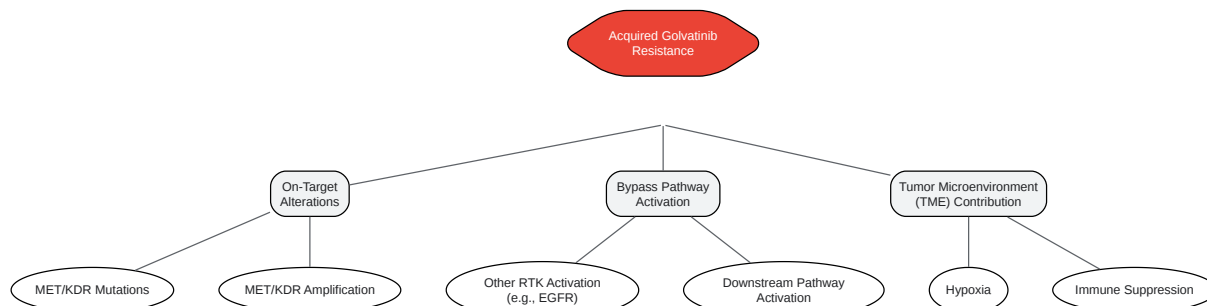 Acquired Golvatinib
Resistance
On-Target
Alterations
Bypass Pathway
Activation
Tumor Microenvironment
(TME) Contribution
MET/KDR Mutations
MET/KDR Amplification
Other RTK Activation
(e.g., EGFR)
Downstream Pathway
Activation
Hypoxia
Immune Suppression